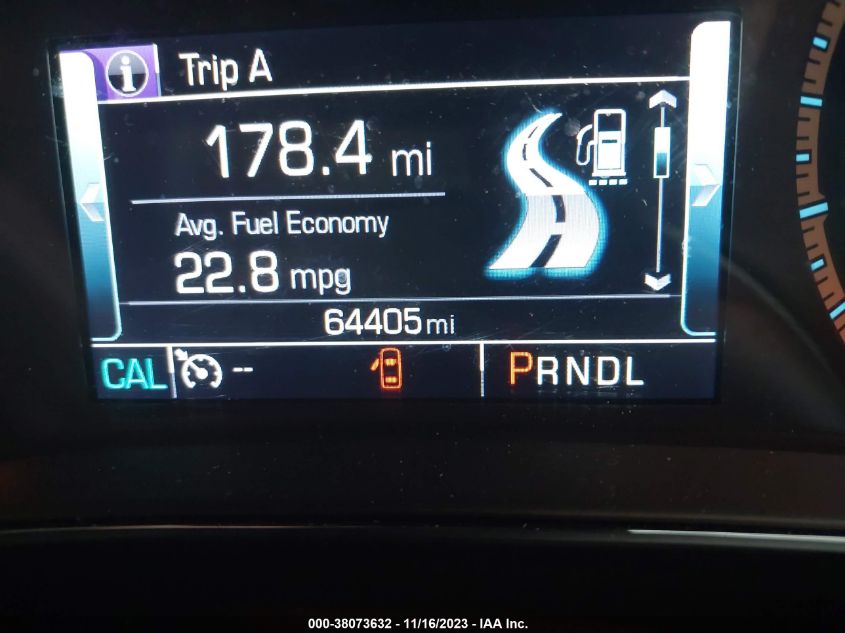 i Trip A
178.4 mi
Avg. Fuel Economy
22.8 mpg
64405 mi
CAL -- PRNDL
000-38073632 - 11/16/2023 - IAA Inc.